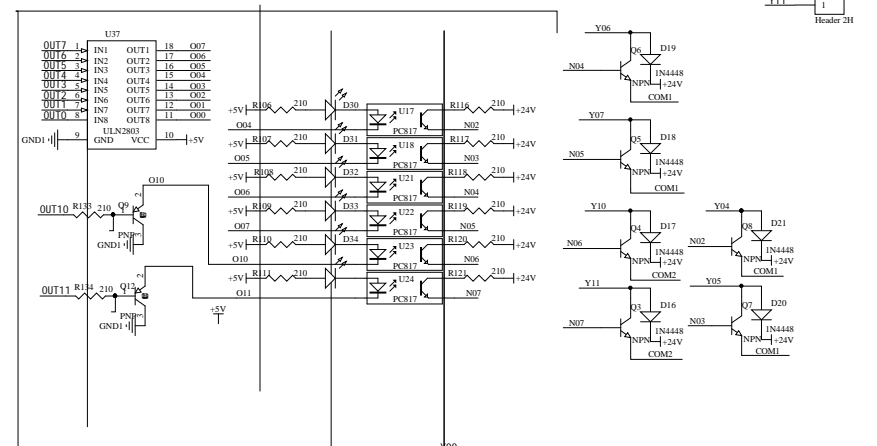 Y11
1
Header 2H
U37
OUT7 1 IN1 OUT1 18 O07
OUT6 2 IN2 OUT2 17 O06
OUT5 3 IN3 OUT3 16 O05
OUT4 4 IN4 OUT4 15 O04
OUT3 5 IN5 OUT5 14 O03
OUT2 6 IN6 OUT6 13 O02
OUT1 7 IN7 OUT7 12 O01
OUT0 8 IN8 OUT8 11 O00
ULN2803
GND1 9 GND VCC 10 +5V
O10
OUT10 R133 210 Q9 1 2
PNP 3
GND1
OUT11 R134 210 Q12 1 2
PNP 3
GND1
+5V
+5V R106 210 D30 U17 R116 210 +24V
O04 PC817 N02
+5V R107 210 D31 U18 R117 210 +24V
O05 PC817 N03
+5V R108 210 D32 U21 R118 210 +24V
O06 PC817 N04
+5V R109 210 D33 U22 R119 210 +24V
O07 PC817 N05
+5V R110 210 D34 U23 R120 210 +24V
O10 PC817 N06
+5V R111 210 U24 R121 210 +24V
O11 PC817 N07
Y06
Q6 D19
N04
1N4448
NPN +24V
COM1
Y07
Q5 D18
N05
1N4448
NPN +24V
COM1
Y10
Q4 D17
N06
1N4448
NPN +24V
COM2
Y04
Q8 D21
N02
1N4448
NPN +24V
COM1
Y11
Q3 D16
N07
1N4448
NPN +24V
COM2
Y05
Q7 D20
N03
1N4448
NPN +24V
COM1